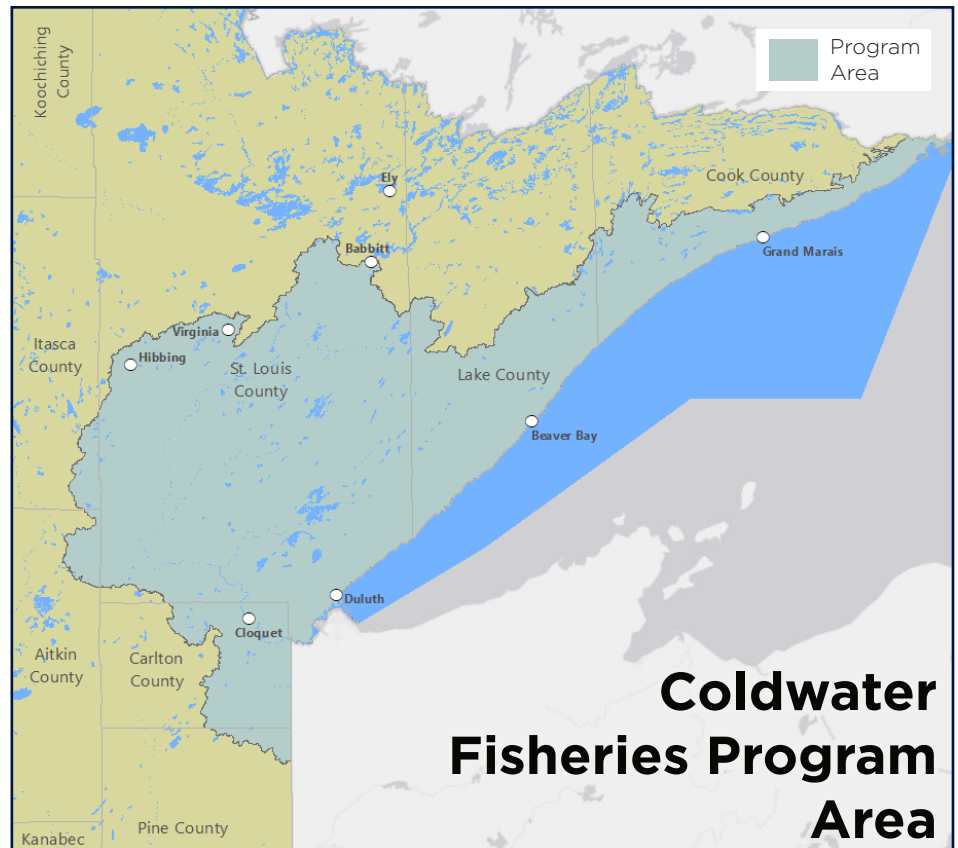 Koochiching
County
Program
Area
Ely
Cook County
Babbitt
Grand Marais
Virginia
Hibbing
Itasca
County
St. Louis
County
Lake County
Beaver Bay
Duluth
Cloquet
Aitkin
County
Carlton
County
Coldwater
Fisheries Program
Area
Pine County
Kanabec